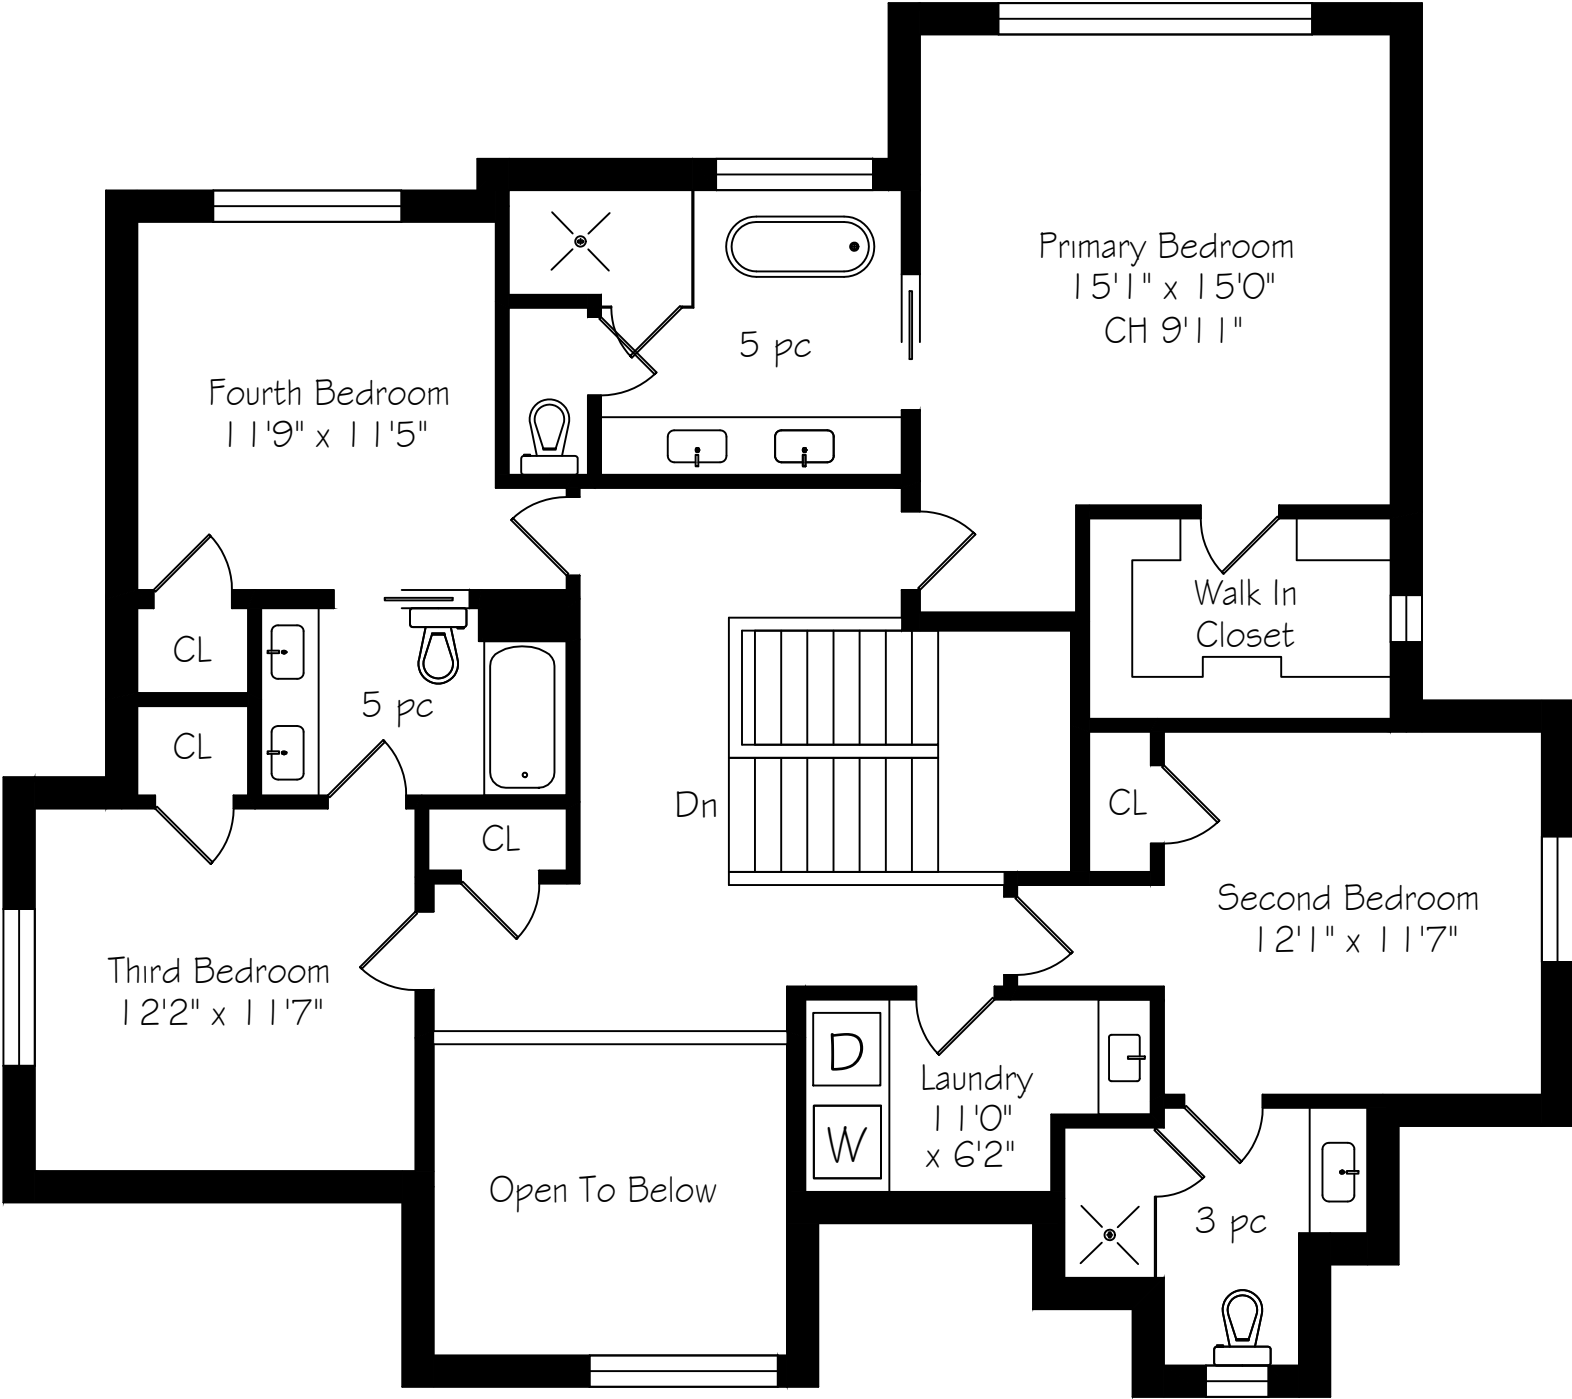 Primary Bedroom
15'1" x 15'0"
CH 9'11"
5 pc
Fourth Bedroom
11'9" x 11'5"
Walk In
Closet
CL
5 pc
CL
Dn
CL
CL
Second Bedroom
12'1" x 11'7"
Third Bedroom
12'2" x 11'7"
D
W
Laundry
11'0"
x 6'2"
Open To Below
3 pc